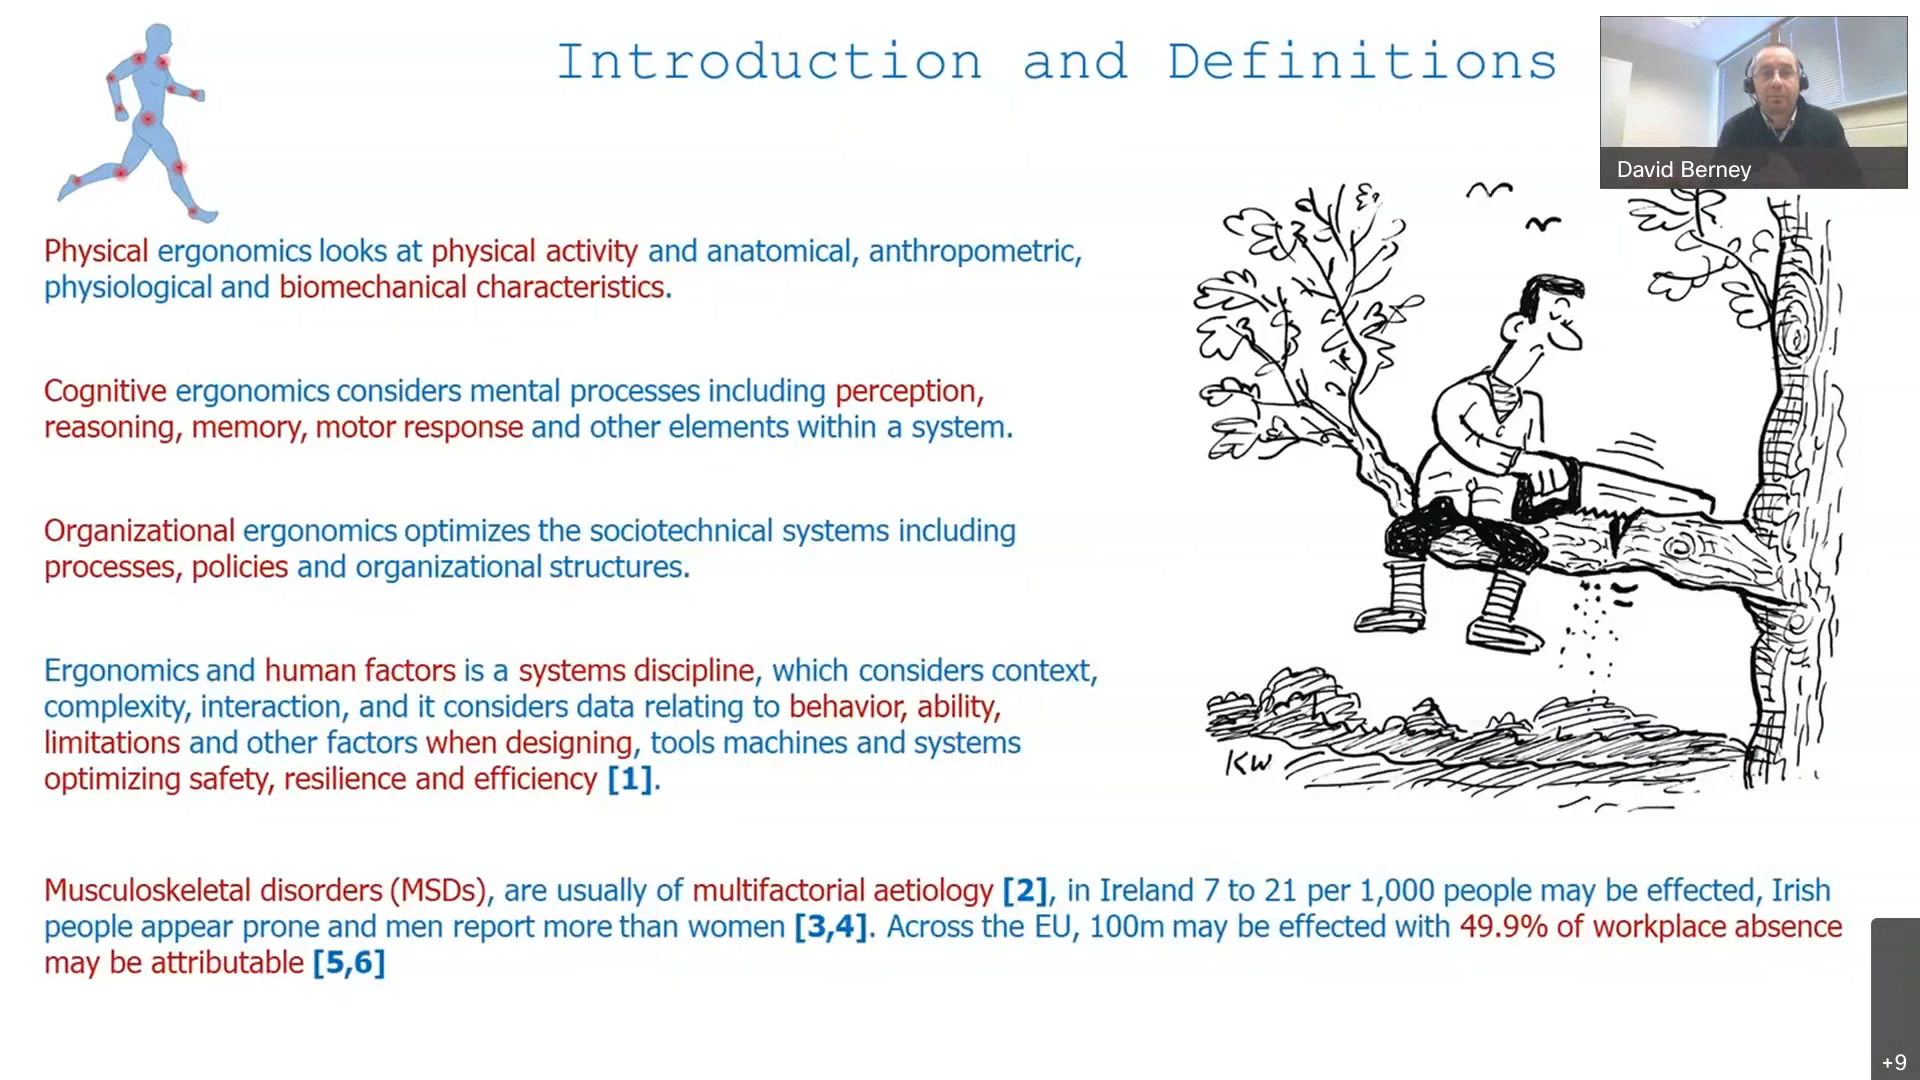 Introduction and Definitions
David Berney
Physical ergonomics looks at physical activity and anatomical, anthropometric,
physiological and biomechanical characteristics.
Cognitive ergonomics considers mental processes including perception,
reasoning, memory, motor response and other elements within a system.
Organizational ergonomics optimizes the sociotechnical systems including
processes, policies and organizational structures.
Ergonomics and human factors is a systems discipline, which considers context,
complexity, interaction, and it considers data relating to behavior, ability,
limitations and other factors when designing, tools machines and systems
optimizing safety, resilience and efficiency [1].
KW
Musculoskeletal disorders (MSDs), are usually of multifactorial aetiology [2], in Ireland 7 to 21 per 1,000 people may be effected, Irish
people appear prone and men report more than women [3,4]. Across the EU, 100m may be effected with 49.9% of workplace absence
may be attributable [5,6]
+9